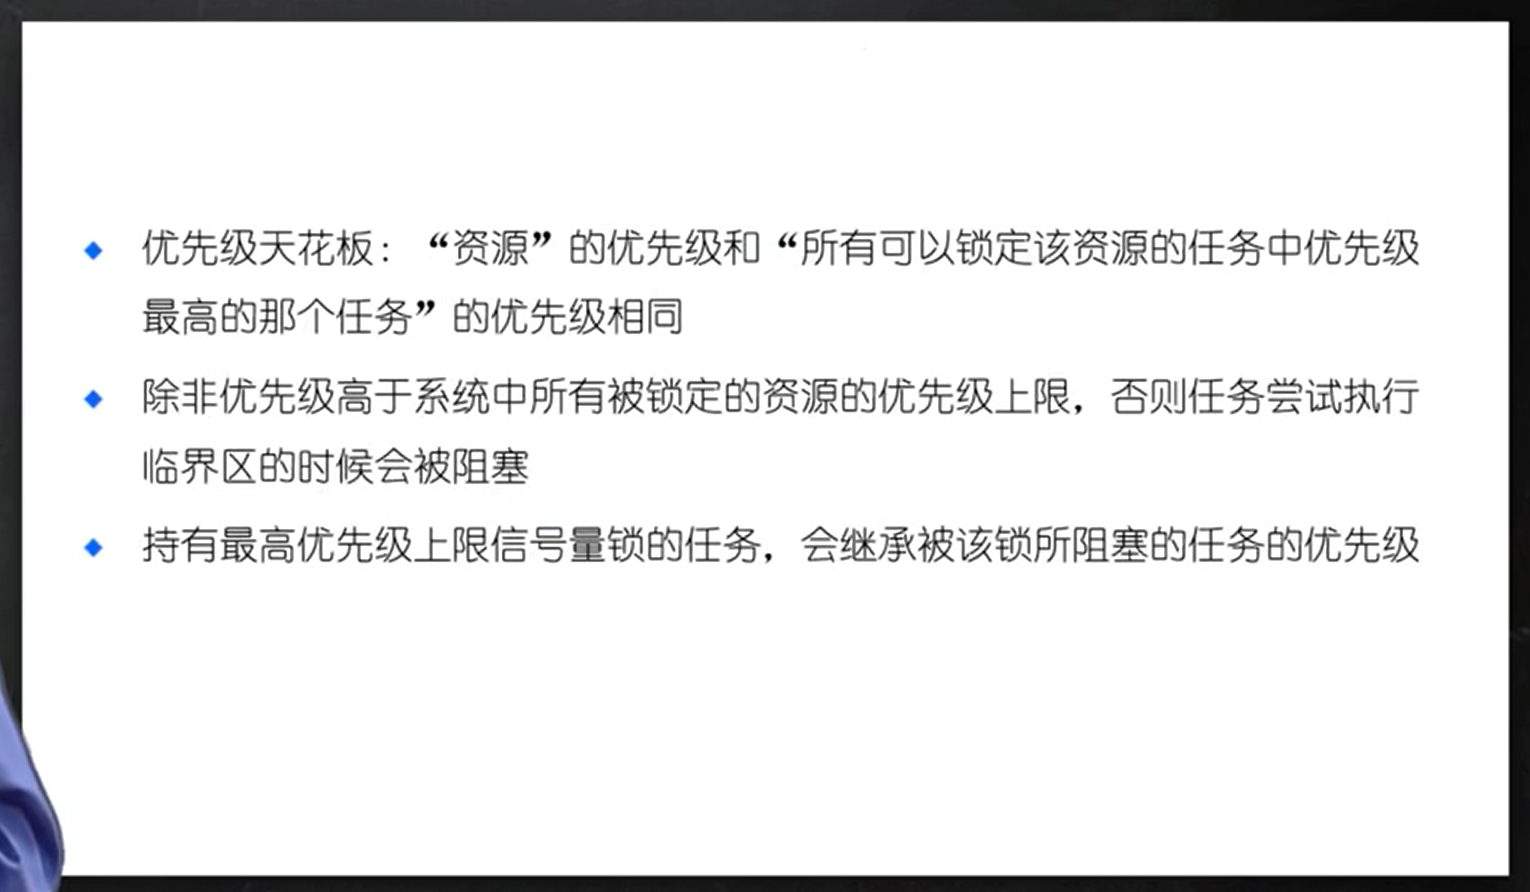 优先级天花板：“资源”的优先级和“所有可以锁定该资源的任务中优先级
最高的那个任务”的优先级相同
除非优先级高于系统中所有被锁定的资源的优先级上限，否则任务尝试执行
临界区的时候会被阻塞
持有最高优先级上限信号量锁的任务，会继承被该锁所阻塞的任务的优先级